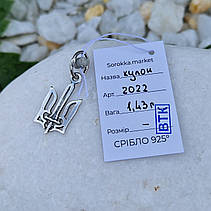 Sorokka.market
Назва кулон
Арт. 2022
Вага 1,43г
Розмір –
ВТК
СРІБЛО 925°